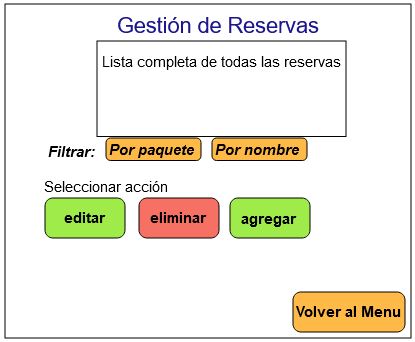 Gestión de Reservas
Lista completa de todas las reservas
Filtrar: Por paquete Por nombre
Seleccionar acción
editar eliminar agregar
Volver al Menu